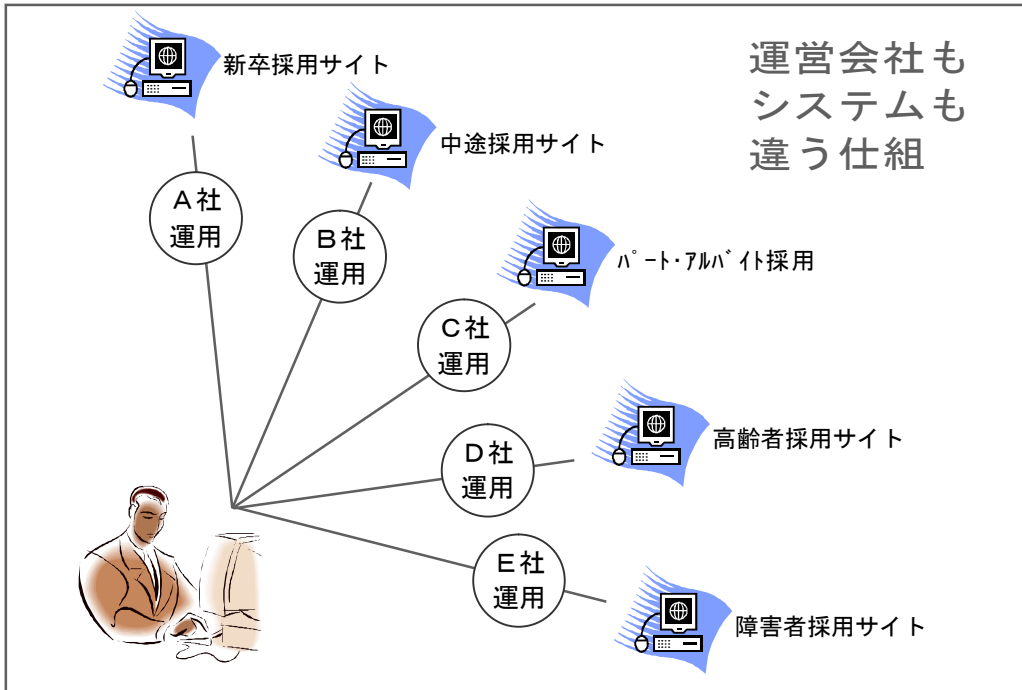 運営会社も
システムも
違う仕組
新卒採用サイト
中途採用サイト
A社
運用
B社
運用
ﾊﾟｰﾄ・ｱﾙﾊﾞｲﾄ採用
C社
運用
D社
運用
高齢者採用サイト
E社
運用
障害者採用サイト